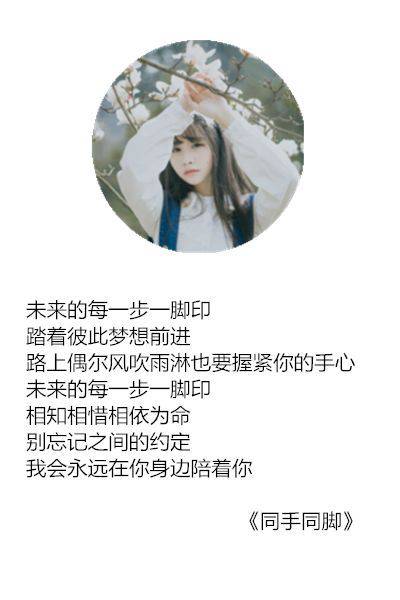 未来的每一步一脚印
踏着彼此梦想前进
路上偶尔风吹雨淋也要握紧你的手心
未来的每一步一脚印
相知相惜相依为命
别忘记之间的约定
我会永远在你身边陪着你
《同手同脚》